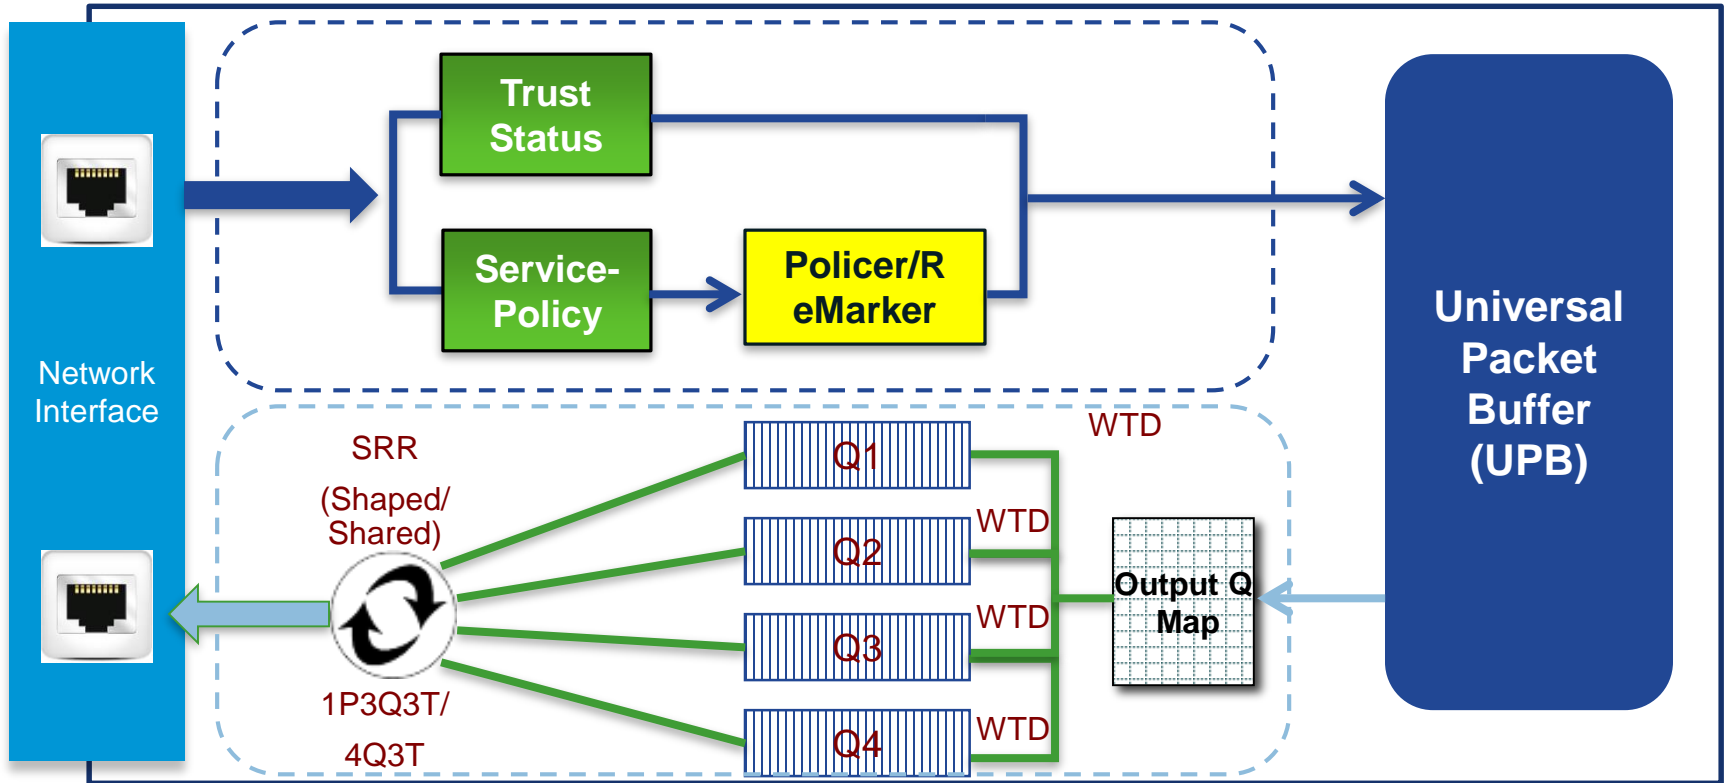 Trust
Status
Service-
Policy
Policer/R
eMarker
Universal
Packet
Buffer
(UPB)
Network
Interface
SRR
(Shaped/
Shared)
1P3Q3T/
4Q3T
Q1
Q2
Q3
Q4
WTD
WTD
WTD
WTD
Output Q
Map